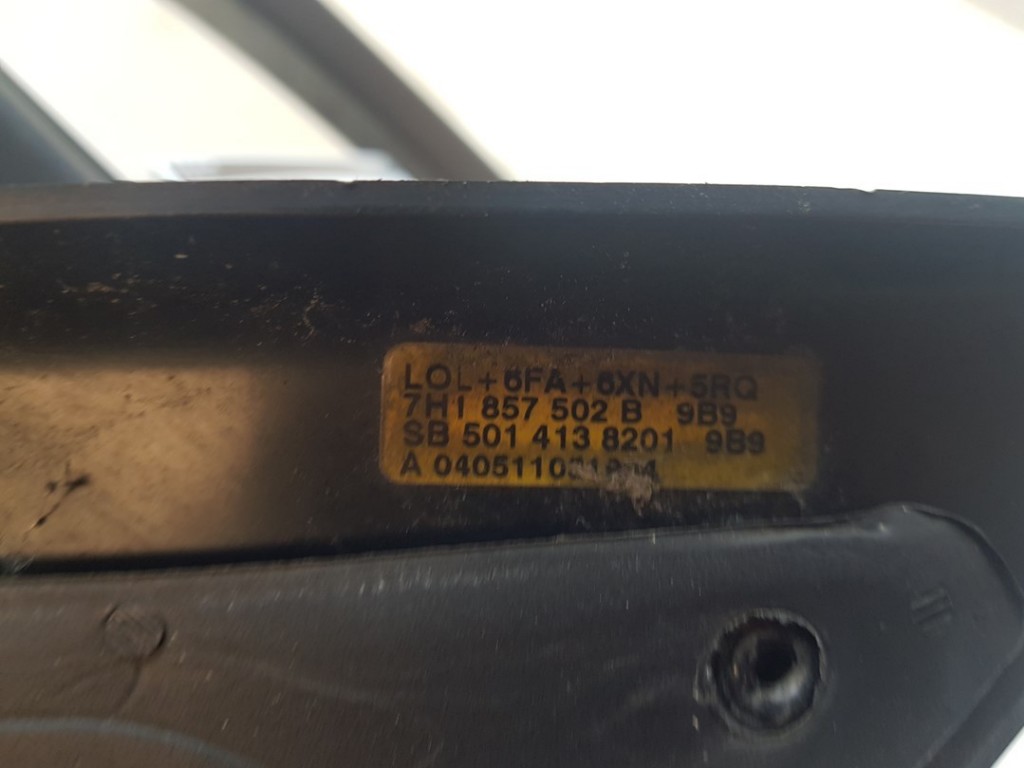 LOL+6FA+6XN+5RQ
7H1 857 502 B 9B9
SB 501 413 8201 9B9
A